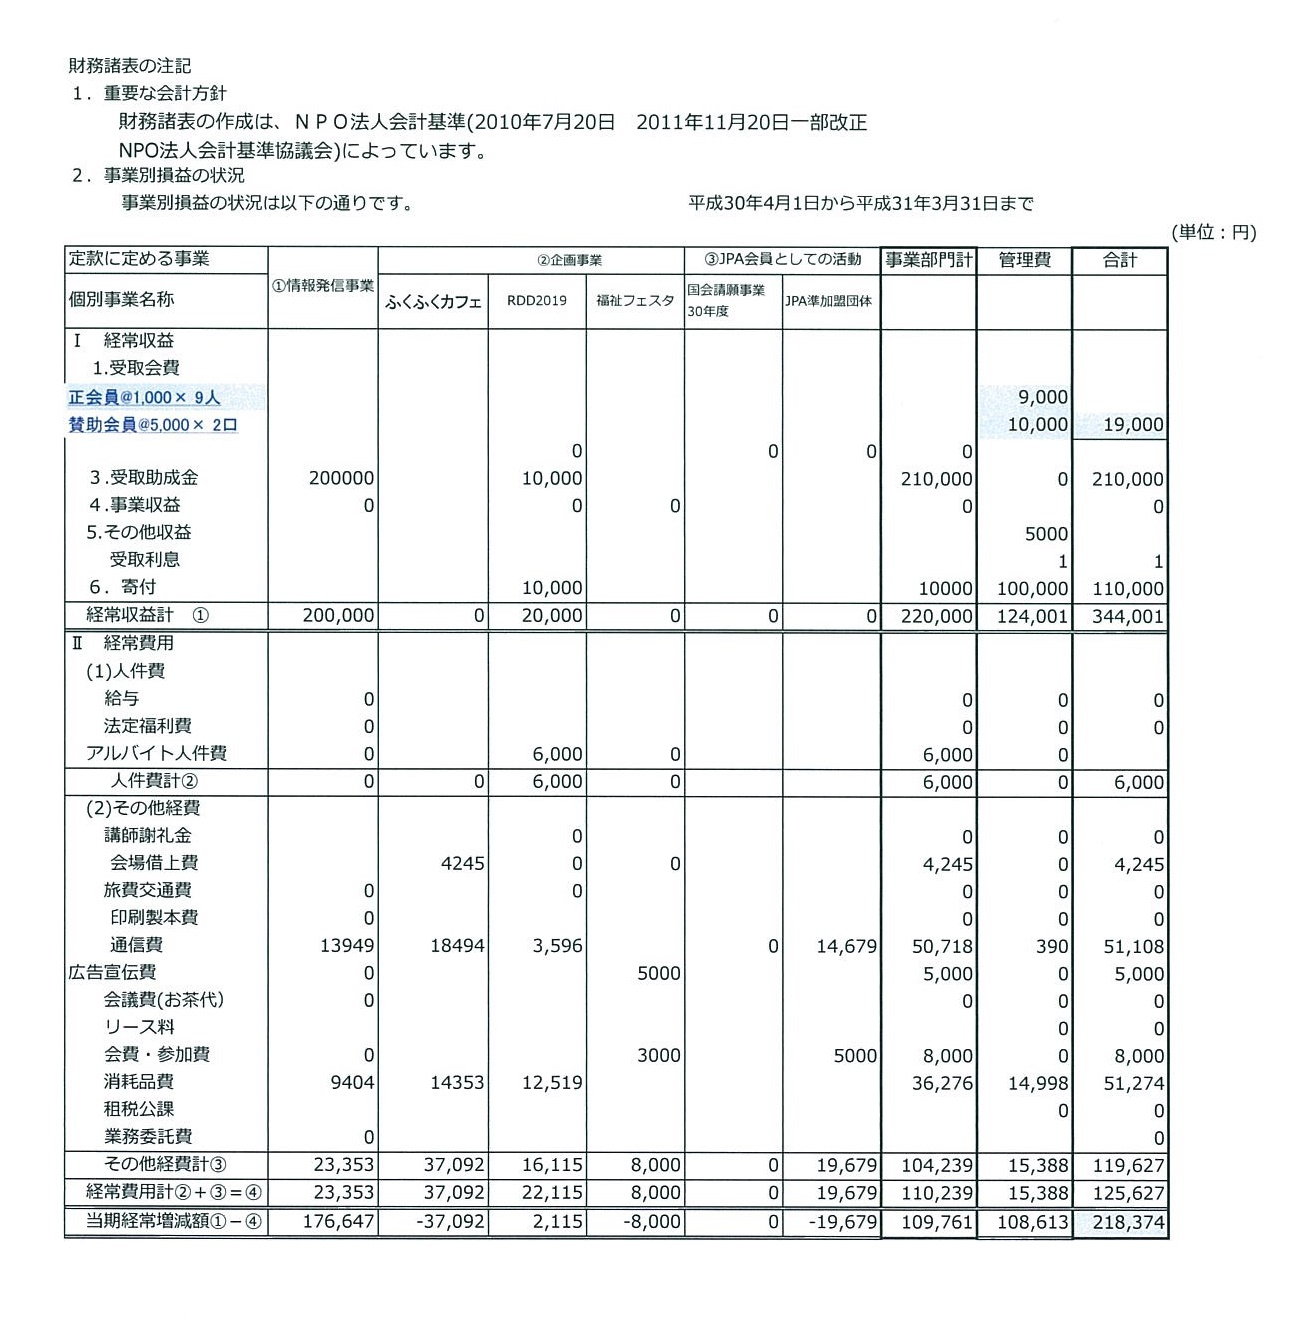 財務諸表の注記
1．重要な会計方針
財務諸表の作成は、ＮＰＯ法人会計基準(2010年7月20日　2011年11月20日一部改正
NPO法人会計基準協議会)によっています。
2．事業別損益の状況
事業別損益の状況は以下の通りです。 平成30年4月1日から平成31年3月31日まで
(単位：円)
定款に定める事業 ①情報発信事業 ②企画事業 ③JPA会員としての活動 事業部門計 管理費 合計
個別事業名称 ふくふくカフェ RDD2019 福祉フェスタ 国会請願事業 30年度 JPA準加盟団体
Ⅰ　経常収益
1.受取会費
正会員@1,000× 9人 9,000
賛助会員@5,000× 2口 10,000 19,000
0 0 0 0
3.受取助成金 200000 10,000 210,000 0 210,000
4.事業収益 0 0 0 0 0
5.その他収益 5000
受取利息 1 1
6．寄付 10,000 10000 100,000 110,000
経常収益計　① 200,000 0 20,000 0 0 0 220,000 124,001 344,001
Ⅱ　経常費用
(1)人件費
給与 0 0 0 0
法定福利費 0 0 0 0
アルバイト人件費 0 6,000 0 6,000 0
人件費計② 0 0 6,000 0 6,000 0 6,000
(2)その他経費
講師謝礼金 0 0 0 0
会場借上費 4245 0 0 4,245 0 4,245
旅費交通費 0 0 0 0 0
印刷製本費 0 0 0 0
通信費 13949 18494 3,596 0 14,679 50,718 390 51,108
広告宣伝費 0 5000 5,000 0 5,000
会議費(お茶代) 0 0 0 0
リース料 0 0
会費・参加費 0 3000 5000 8,000 0 8,000
消耗品費 9404 14353 12,519 36,276 14,998 51,274
租税公課 0 0
業務委託費 0 0
その他経費計③ 23,353 37,092 16,115 8,000 0 19,679 104,239 15,388 119,627
経常費用計②＋③＝④ 23,353 37,092 22,115 8,000 0 19,679 110,239 15,388 125,627
当期経常増減額①－④ 176,647 -37,092 2,115 -8,000 0 -19,679 109,761 108,613 218,374